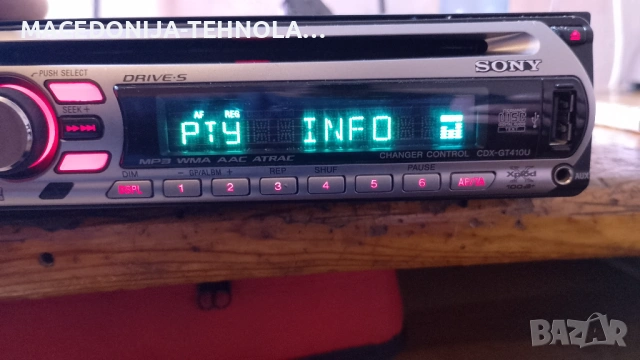 MACEDONIJA-TEHNOLA...
PUSH SELECT
DRIVE·S
SONY
SEEK +
AF REG
PTY INFO
MP3 WMA AAC ATRAC
CHANGER CONTROL CDX-GT410U
DIM - GP/ALBM + REP SHUF PAUSE
1 2 3 4 5 6 AF/TA
Xplod
AUX
BAZAR